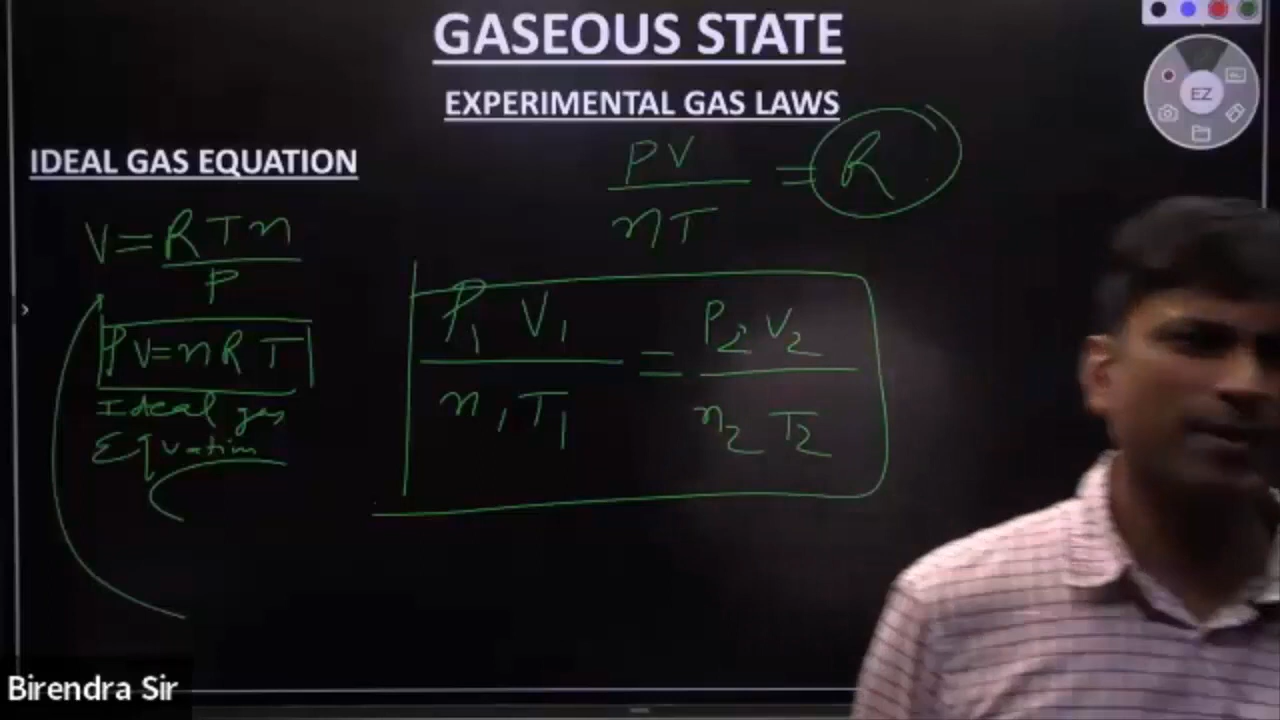 GASEOUS STATE
EXPERIMENTAL GAS LAWS
IDEAL GAS EQUATION
PV / nT = R
V = RTn / P
PV = nRT
Ideal gas
Equation
P₁ V₁ / n₁ T₁ = P₂ V₂ / n₂ T₂
EZ
Birendra Sir